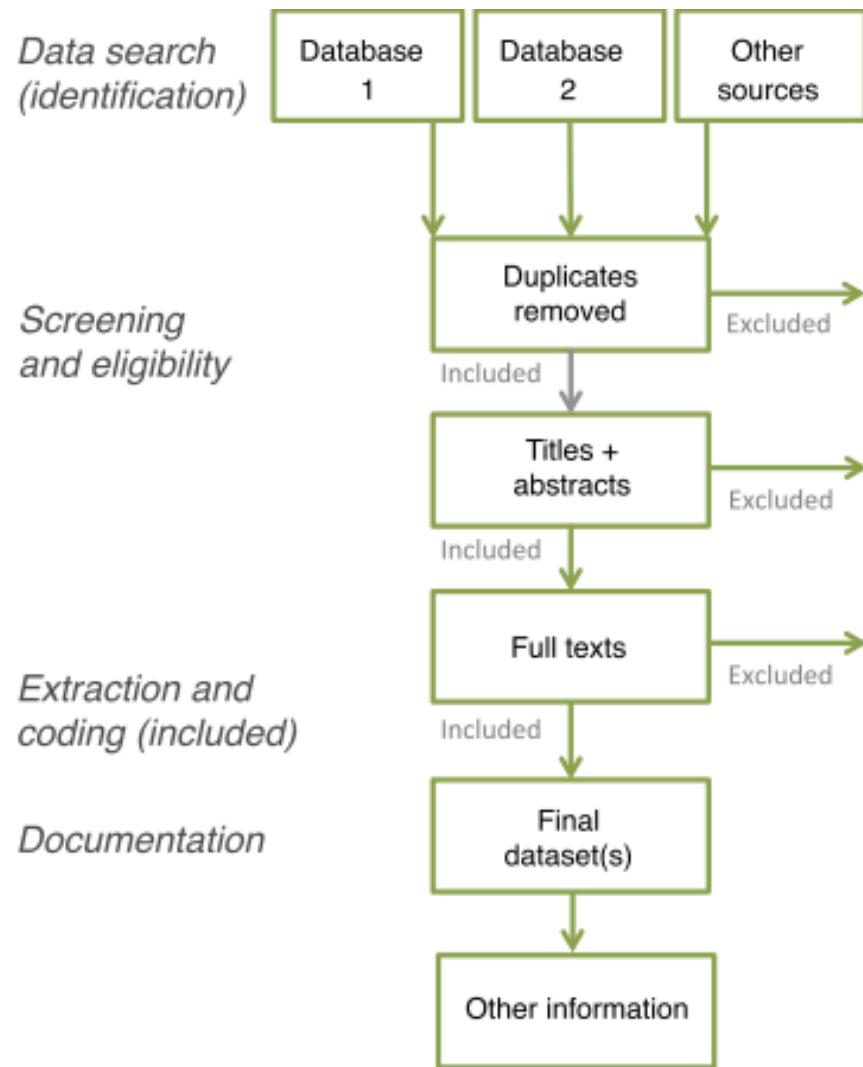 Data search
(identification)
Database
1
Database
2
Other
sources
Duplicates
removed
Excluded
Screening
and eligibility
Included
Titles +
abstracts
Excluded
Included
Full texts
Excluded
Extraction and
coding (included)
Included
Documentation
Final
dataset(s)
Other information